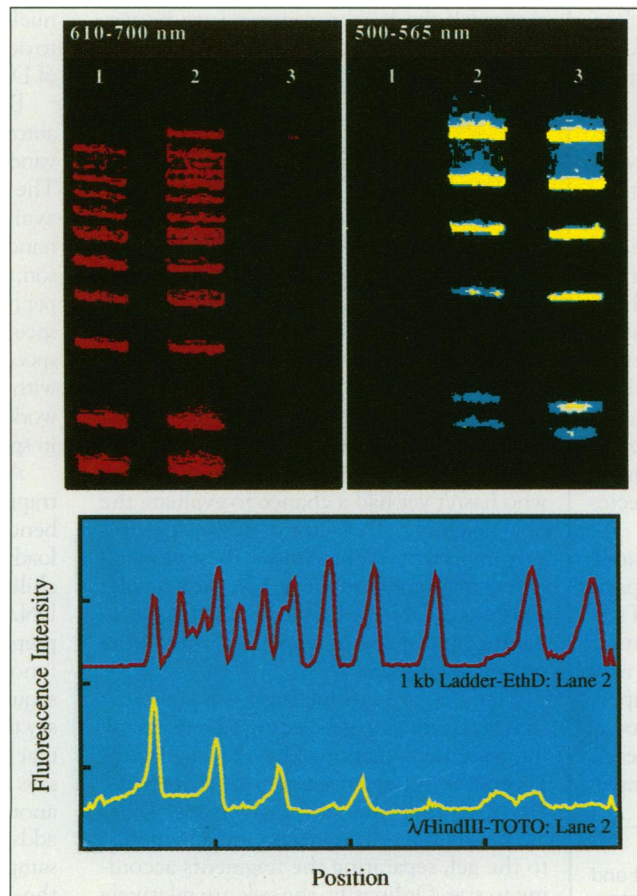 610-700 nm
1 2 3
500-565 nm
1 2 3
Fluorescence Intensity
1 kb Ladder-EthD: Lane 2
λ/HindIII-TOTO: Lane 2
Position